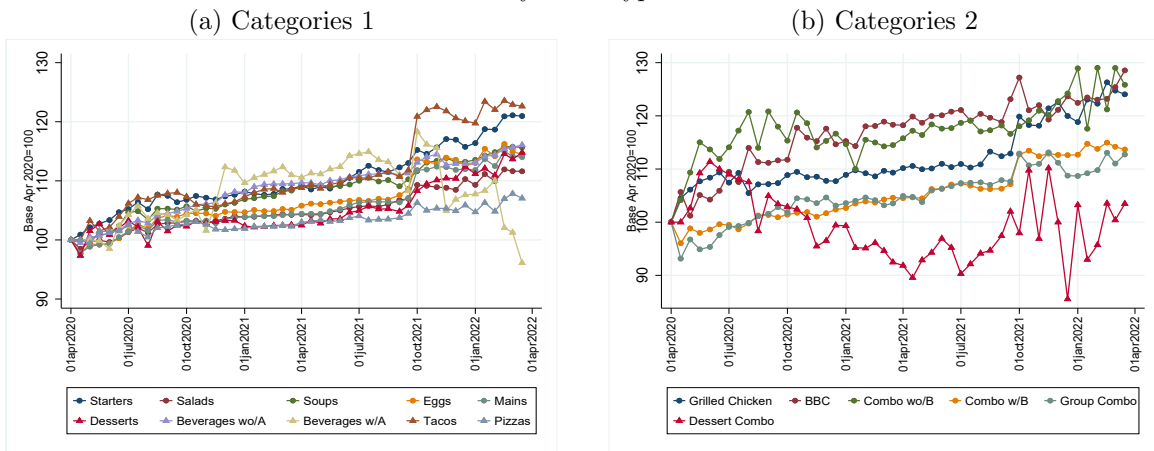 (a) Categories 1
(b) Categories 2
Base Apr 2020=100
130
120
110
100
90
01apr2020
01jul2020
01oct2020
01jan2021
01apr2021
01jul2021
01oct2021
01jan2022
01apr2022
Starters
Salads
Soups
Eggs
Mains
Desserts
Beverages wo/A
Beverages w/A
Tacos
Pizzas
Base Apr 2020=100
130
120
110
100
90
01apr2020
01jul2020
01oct2020
01jan2021
01apr2021
01jul2021
01oct2021
01jan2022
01apr2022
Grilled Chicken
BBC
Combo wo/B
Combo w/B
Group Combo
Dessert Combo